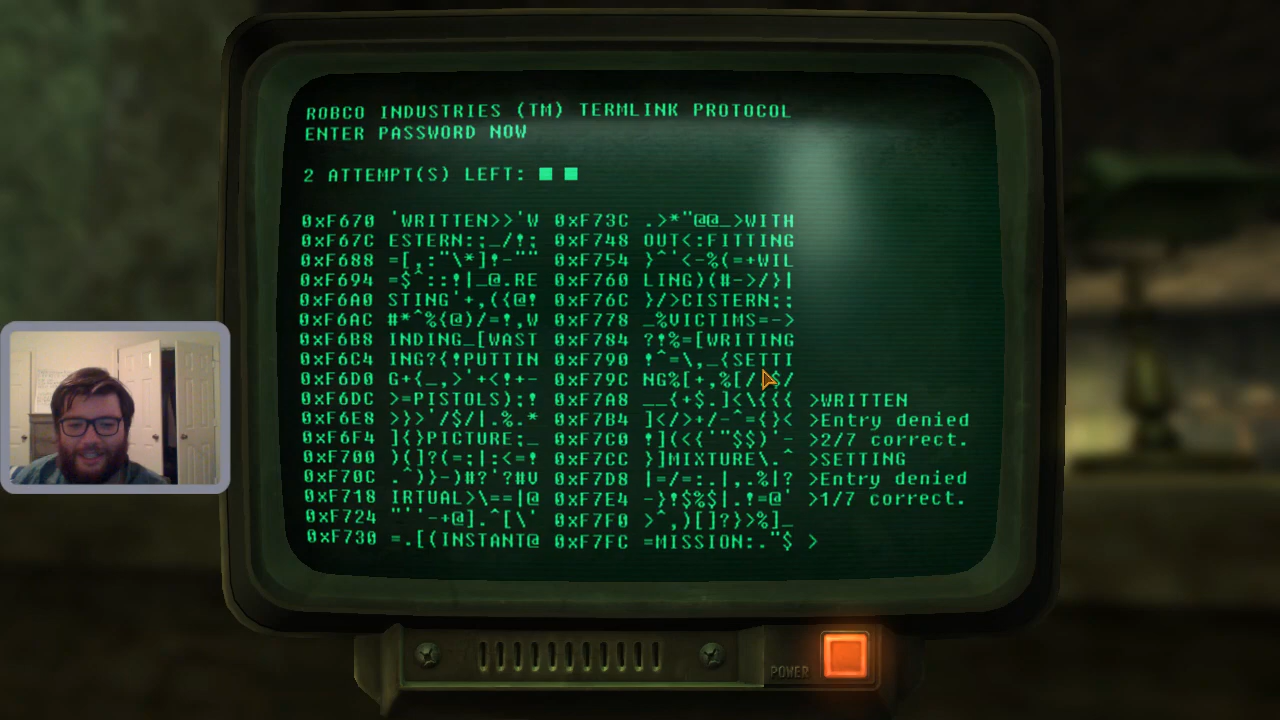 ROBCO INDUSTRIES (TM) TERMLINK PROTOCOL
ENTER PASSWORD NOW
2 ATTEMPT(S) LEFT: ■ ■
0xF670 'WRITTEN>>'W 0xF73C .>*"@@_>WITH
0xF67C ESTERN:;_/!; 0xF748 OUT<:FITTING
0xF688 =[,:"\*]!-"" 0xF754 }^'<-%(=+WIL
0xF694 =$^::!|_@.RE 0xF760 LING)(#->/}|
0xF6A0 STING'+,({@! 0xF76C }/>CISTERN;;
0xF6AC #*^%{@)/=!,W 0xF778 _%VICTIMS=->
0xF6B8 INDING_[WAST 0xF784 ?!%=[WRITING
0xF6C4 ING?{!PUTTIN 0xF790 !^=\,_{SETTI
0xF6D0 G+{_,>'+<!+- 0xF79C NG%[+,%[/ $/
0xF6DC >=PISTOLS);! 0xF7A8 __{+$.]<\{{{ >WRITTEN
0xF6E8 >}>'/$/|.%.* 0xF7B4 ]</>+/-^={}< >Entry denied
0xF6F4 ]{}PICTURE;_ 0xF7C0 !](<{'"$$)'- >2/7 correct.
0xF700 )(]?(=;|:<=! 0xF7CC }]MIXTURE\.^ >SETTING
0xF70C .^)}-)#?'?#V 0xF7D8 |=/=:.|,.%|? >Entry denied
0xF718 IRTUAL>\==|@ 0xF7E4 -}!$%$|.!=@' >1/7 correct.
0xF724 "''-+@].^[\' 0xF7F0 >^,)[]?}>%]_
0xF730 =.[(INSTANT@ 0xF7FC =MISSION:."$ >
POWER